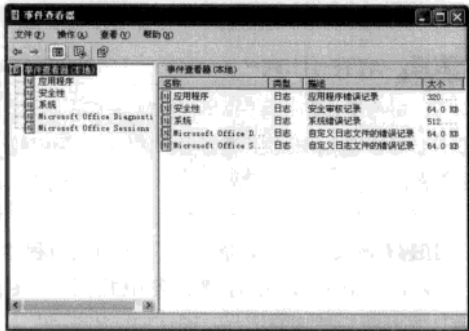 事件查看器
文件(F) 操作(A) 查看(V) 帮助(H)
事件查看器(本地)
应用程序
安全性
系统
Microsoft Office Diagnosti
Microsoft Office Sessions
事件查看器(本地)
名称 类型 描述 大小
应用程序 日志 应用程序错误记录 320....
安全性 日志 安全审核记录 64.0 KB
系统 日志 系统错误记录 512....
Microsoft Office D... 日志 自定义日志文件的错误记录 64.0 KB
Microsoft Office S... 日志 自定义日志文件的错误记录 64.0 KB